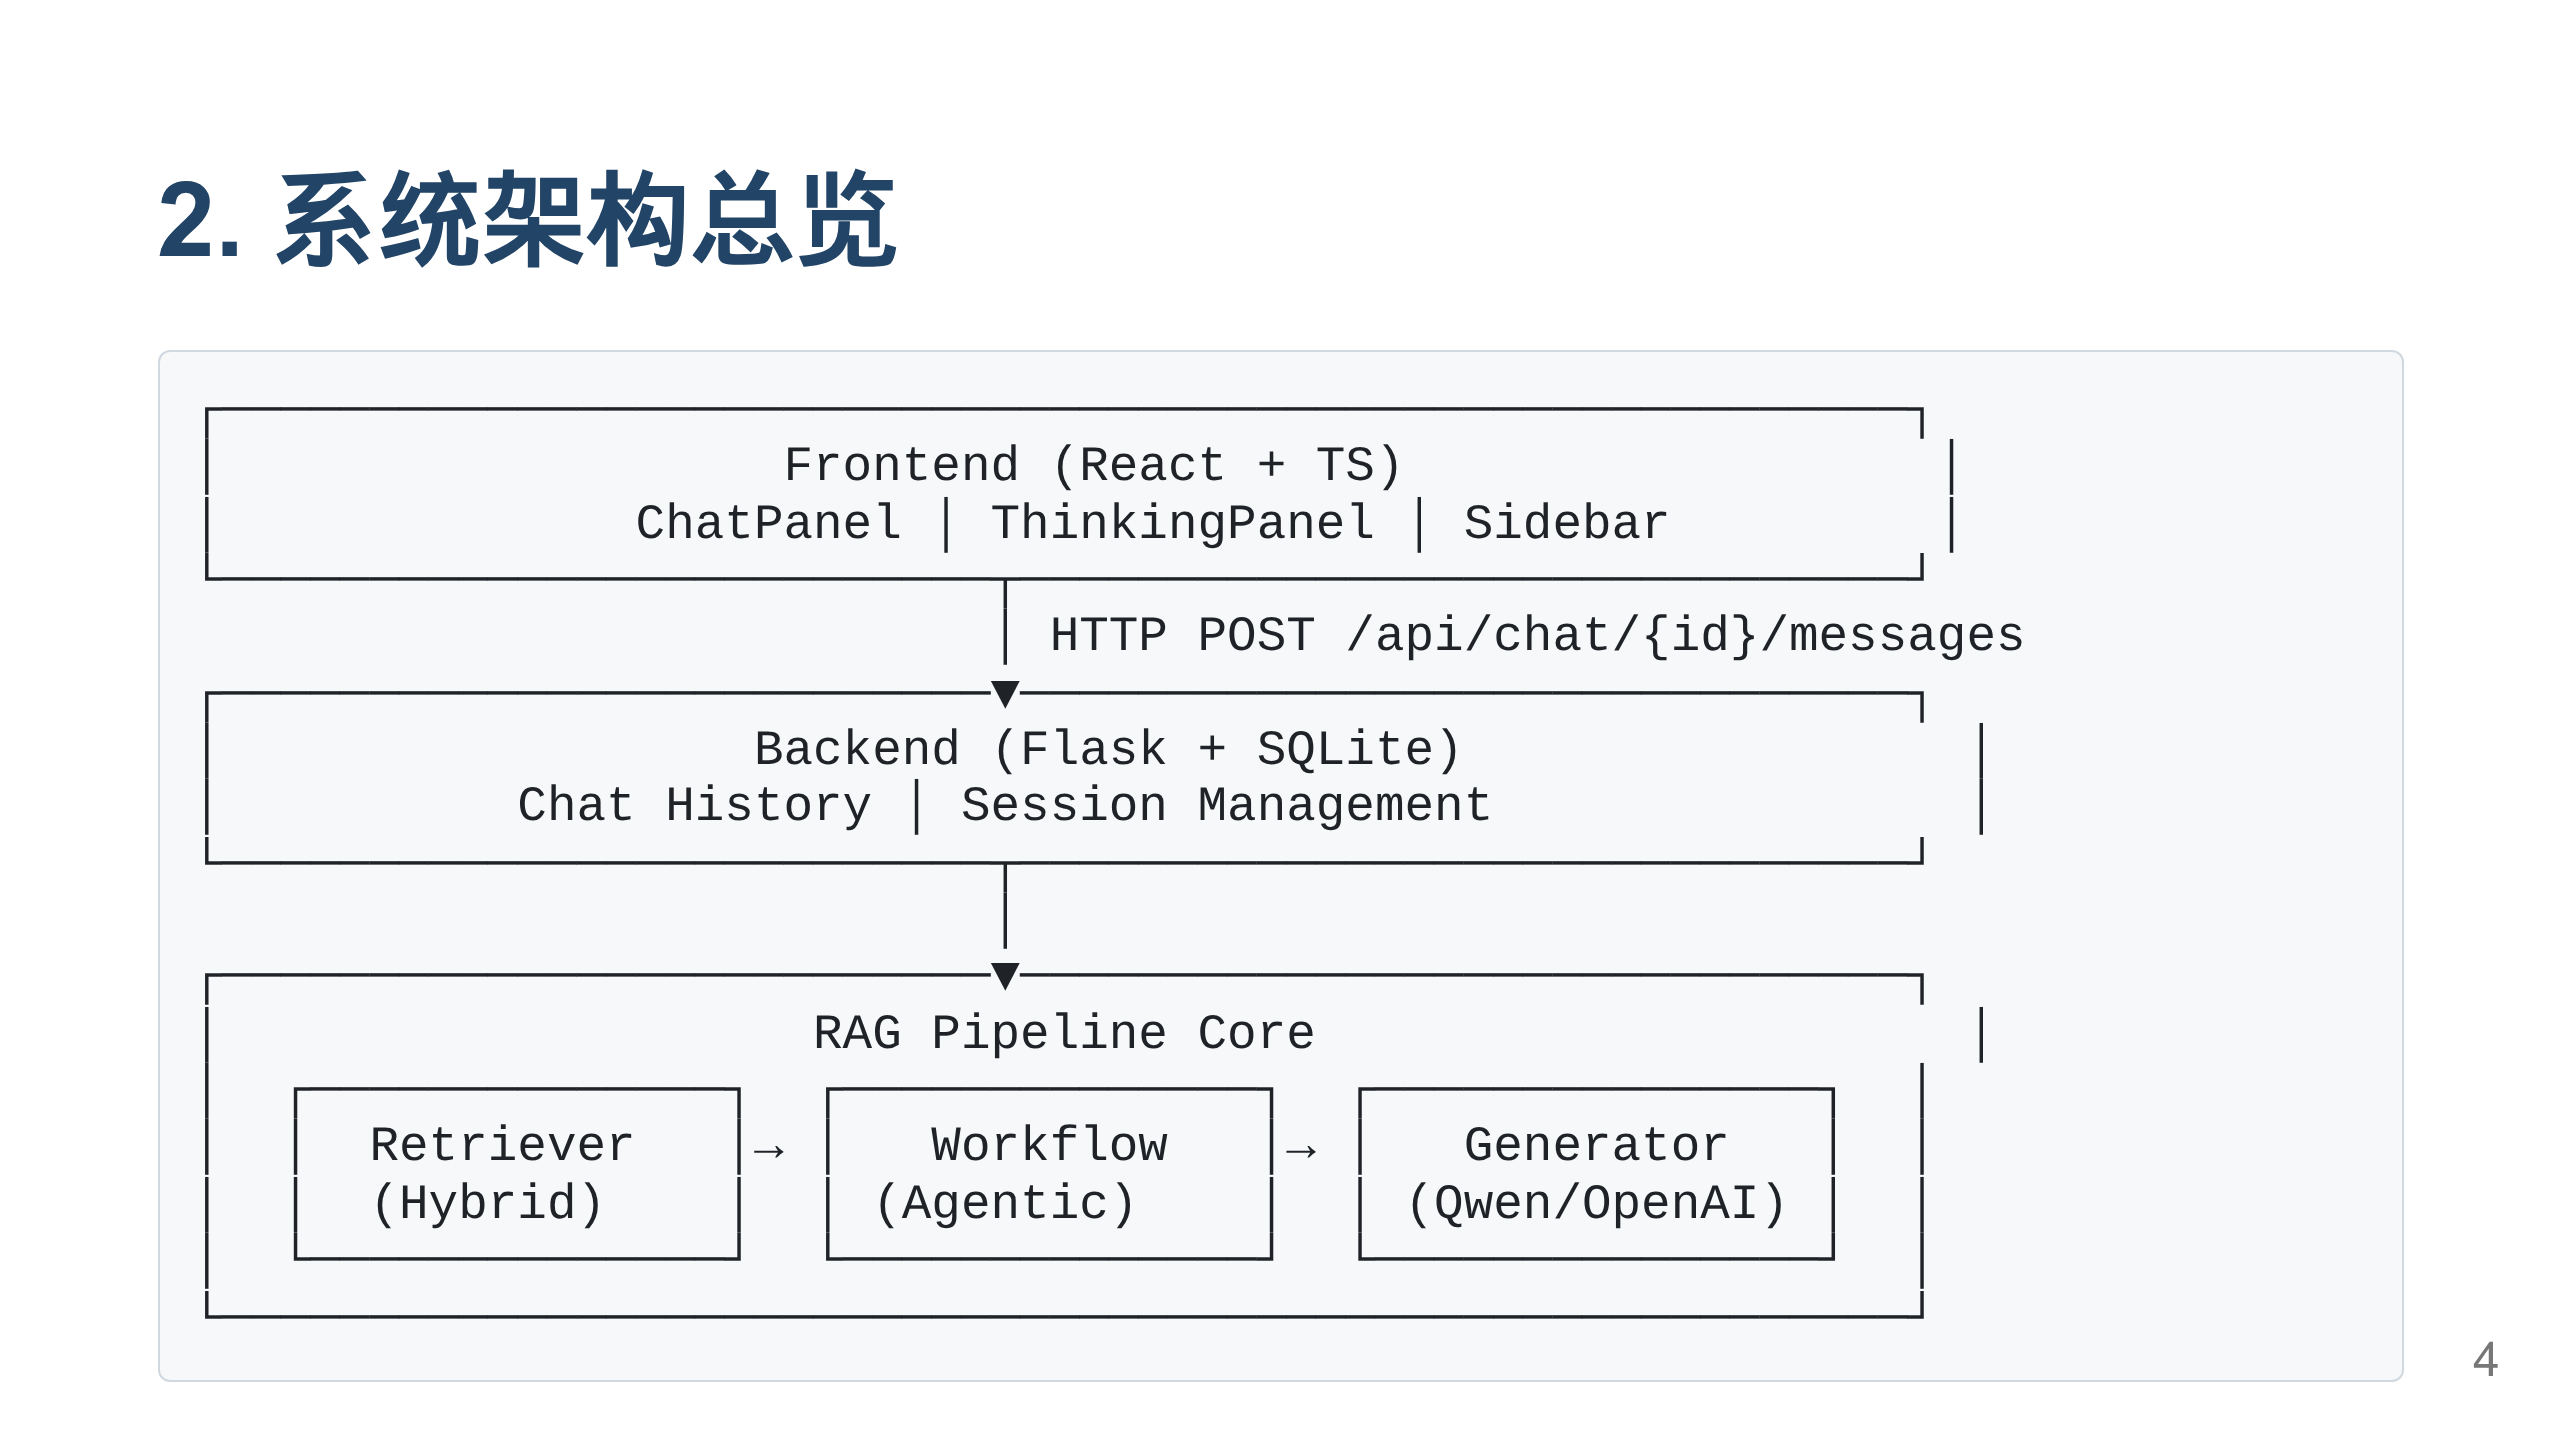 2. 系统架构总览
Frontend (React + TS)
ChatPanel │ ThinkingPanel │ Sidebar
HTTP POST /api/chat/{id}/messages
Backend (Flask + SQLite)
Chat History │ Session Management
RAG Pipeline Core
Retriever → Workflow → Generator
(Hybrid) (Agentic) (Qwen/OpenAI)
4